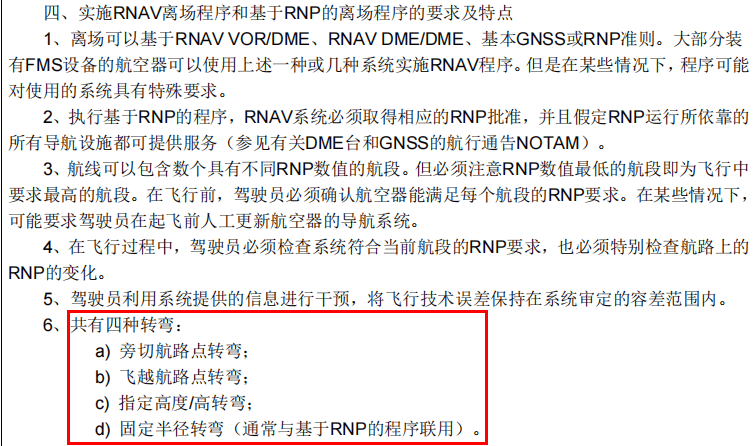 四、实施RNAV离场程序和基于RNP的离场程序的要求及特点
1、离场可以基于RNAV VOR/DME、RNAV DME/DME、基本GNSS或RNP准则。大部分装
有FMS设备的航空器可以使用上述一种或几种系统实施RNAV程序。但是在某些情况下，程序可能
对使用的系统具有特殊要求。
2、执行基于RNP的程序，RNAV系统必须取得相应的RNP批准，并且假定RNP运行所依靠的
所有导航设施都可提供服务（参见有关DME台和GNSS的航行通告NOTAM）。
3、航线可以包含数个具有不同RNP数值的航段。但必须注意RNP数值最低的航段即为飞行中
要求最高的航段。在飞行前，驾驶员必须确认航空器能满足每个航段的RNP要求。在某些情况下，
可能要求驾驶员在起飞前人工更新航空器的导航系统。
4、在飞行过程中，驾驶员必须检查系统符合当前航段的RNP要求，也必须特别检查航路上的
RNP的变化。
5、驾驶员利用系统提供的信息进行干预，将飞行技术误差保持在系统审定的容差范围内。
6、共有四种转弯：
a) 旁切航路点转弯；
b) 飞越航路点转弯；
c) 指定高度/高转弯；
d) 固定半径转弯（通常与基于RNP的程序联用）。